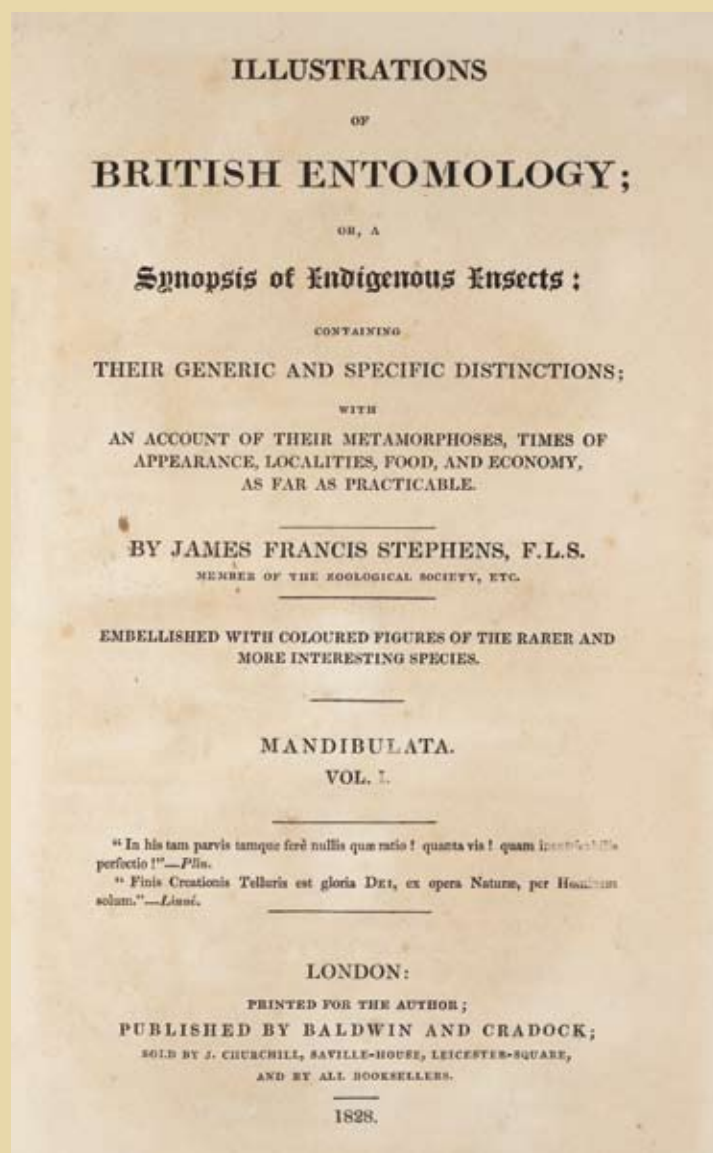 ILLUSTRATIONS
OF
BRITISH ENTOMOLOGY;
OR, A
Synopsis of Indigenous Insects:
CONTAINING
THEIR GENERIC AND SPECIFIC DISTINCTIONS;
WITH
AN ACCOUNT OF THEIR METAMORPHOSES, TIMES OF
APPEARANCE, LOCALITIES, FOOD, AND ECONOMY,
AS FAR AS PRACTICABLE.
BY JAMES FRANCIS STEPHENS, F.L.S.
MEMBER OF THE ZOOLOGICAL SOCIETY, ETC.
EMBELLISHED WITH COLOURED FIGURES OF THE RARER AND
MORE INTERESTING SPECIES.
MANDIBULATA.
VOL. I.
“ In his tam parvis tamque ferè nullis quæ ratio ! quanta vis ! quam
perfectio !”—Plin.
“ Finis Creationis Telluris est gloria DEI, ex opera Naturæ, per Hominem
solum.”—Linné.
LONDON:
PRINTED FOR THE AUTHOR;
PUBLISHED BY BALDWIN AND CRADOCK;
SOLD BY J. CHURCHILL, SAVILLE-HOUSE, LEICESTER-SQUARE,
AND BY ALL BOOKSELLERS.
1828.